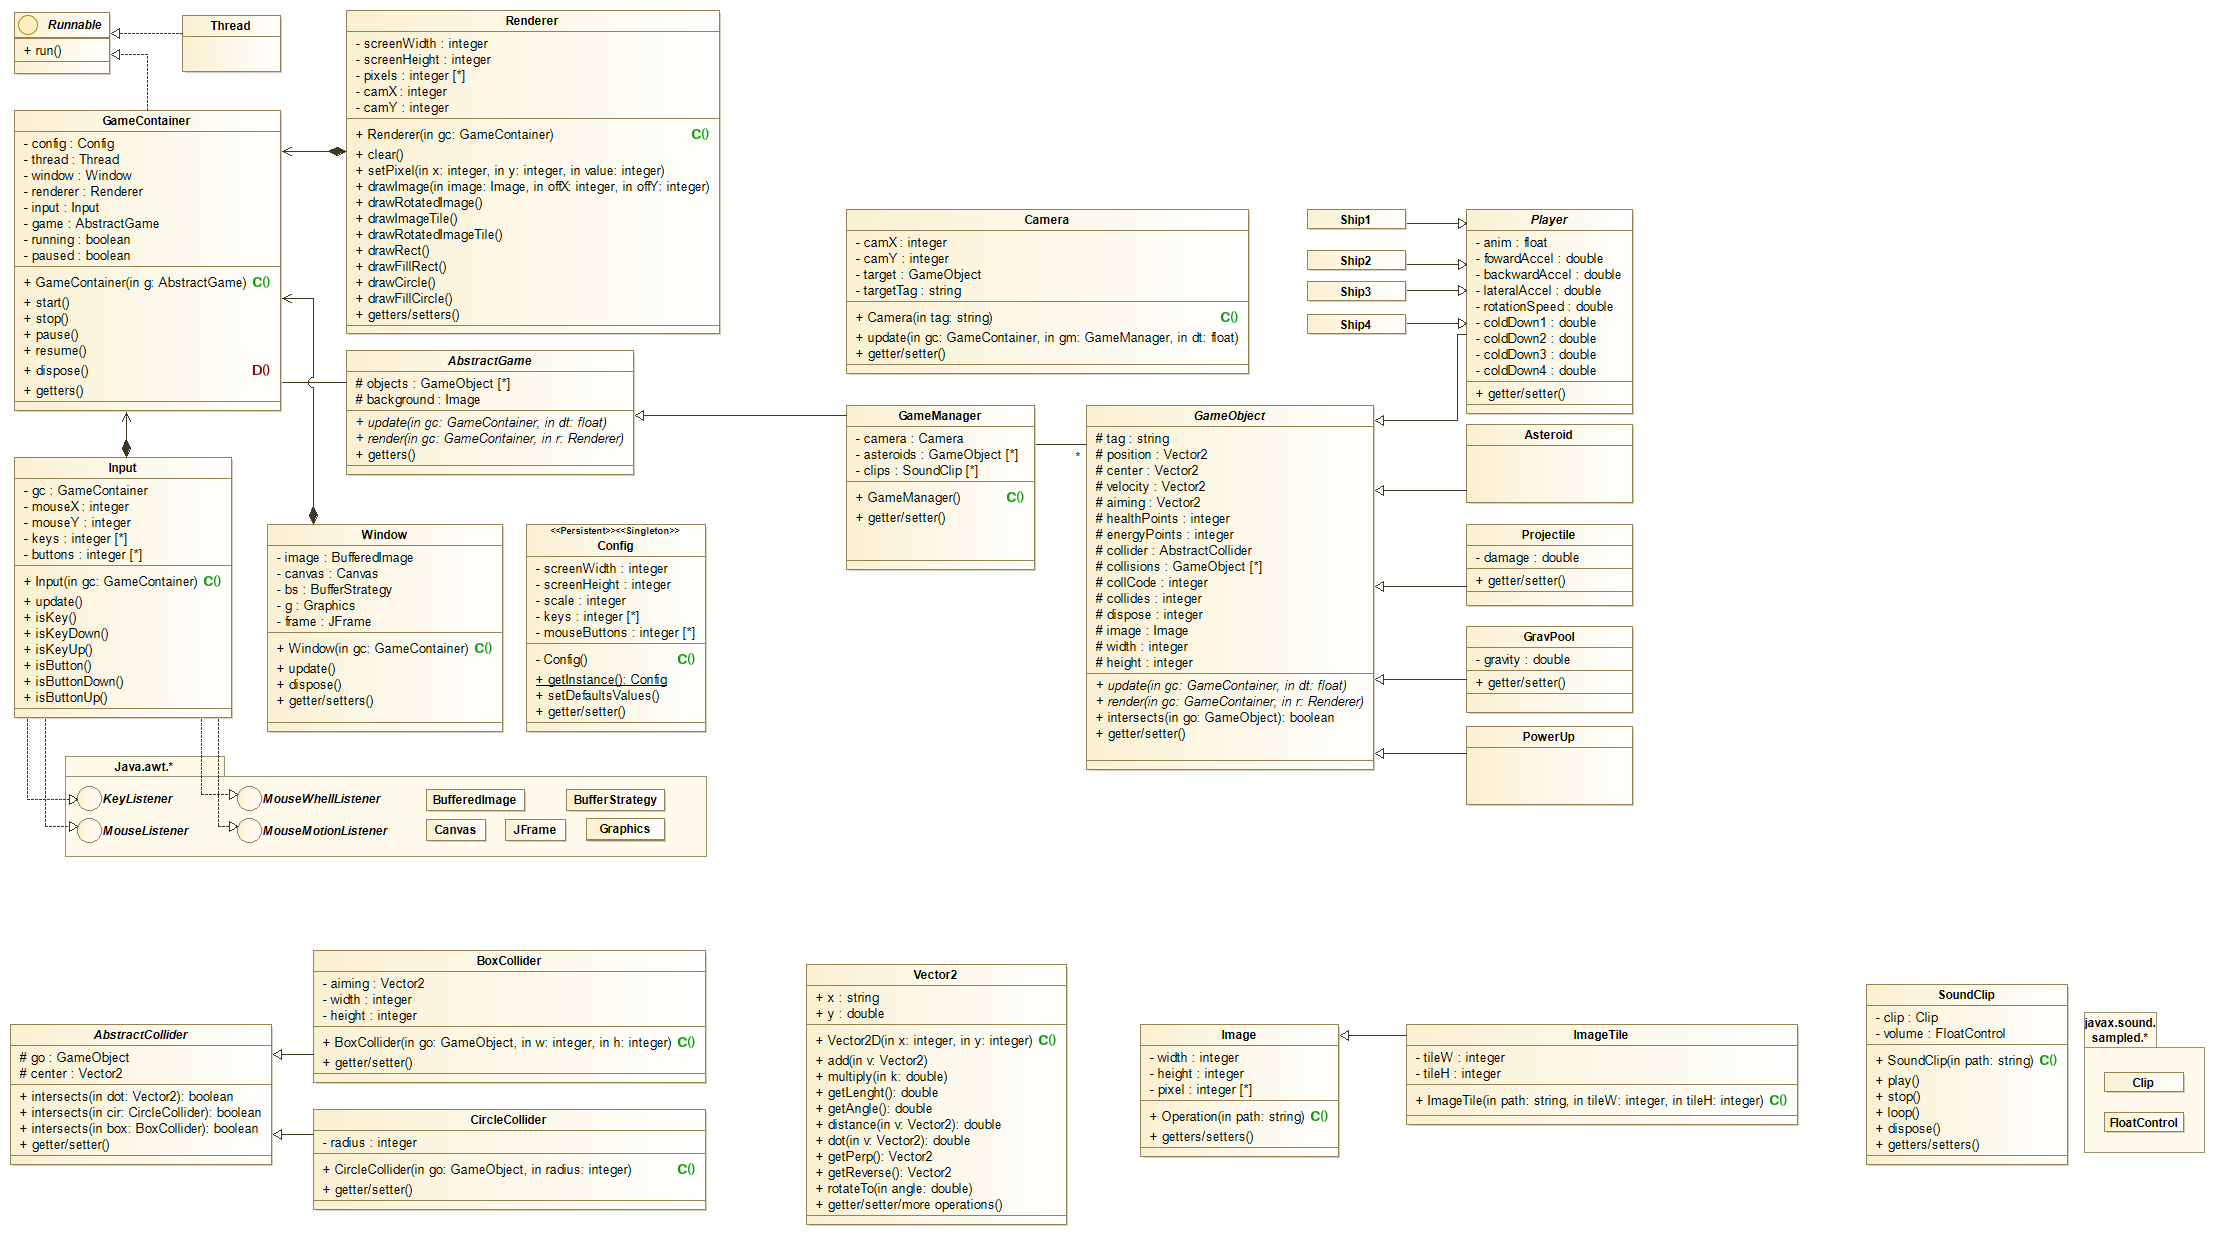 Runnable
+ run()
Thread
GameContainer
- config : Config
- thread : Thread
- window : Window
- renderer : Renderer
- input : Input
- game : AbstractGame
- running : boolean
- paused : boolean
+ GameContainer(in g: AbstractGame) C()
+ start()
+ stop()
+ pause()
+ resume()
+ dispose() D()
+ getters()
Renderer
- screenWidth : integer
- screenHeight : integer
- pixels : integer [*]
- camX : integer
- camY : integer
+ Renderer(in gc: GameContainer) C()
+ clear()
+ setPixel(in x: integer, in y: integer, in value: integer)
+ drawImage(in image: Image, in offX: integer, in offY: integer)
+ drawRotatedImage()
+ drawImageTile()
+ drawRotatedImageTile()
+ drawRect()
+ drawFillRect()
+ drawCircle()
+ drawFillCircle()
+ getters/setters()
AbstractGame
# objects : GameObject [*]
# background : Image
+ update(in gc: GameContainer, in dt: float)
+ render(in gc: GameContainer, in r: Renderer)
+ getters()
Camera
- camX : integer
- camY : integer
- target : GameObject
- targetTag : string
+ Camera(in tag: string) C()
+ update(in gc: GameContainer, in gm: GameManager, in dt: float)
+ getter/setter()
Ship1
Ship2
Ship3
Ship4
Player
- anim : float
- fowardAccel : double
- backwardAccel : double
- lateralAccel : double
- rotationSpeed : double
- coldDown1 : double
- coldDown2 : double
- coldDown3 : double
- coldDown4 : double
+ getter/setter()
GameManager
- camera : Camera
- asteroids : GameObject [*]
- clips : SoundClip [*]
+ GameManager() C()
+ getter/setter()
*
GameObject
# tag : string
# position : Vector2
# center : Vector2
# velocity : Vector2
# aiming : Vector2
# healthPoints : integer
# energyPoints : integer
# collider : AbstractCollider
# collisions : GameObject [*]
# collCode : integer
# collides : integer
# dispose : integer
# image : Image
# width : integer
# height : integer
+ update(in gc: GameContainer, in dt: float)
+ render(in gc: GameContainer, in r: Renderer)
+ intersects(in go: GameObject): boolean
+ getter/setter()
Asteroid
Projectile
- damage : double
+ getter/setter()
GravPool
- gravity : double
+ getter/setter()
PowerUp
Input
- gc : GameContainer
- mouseX : integer
- mouseY : integer
- keys : integer [*]
- buttons : integer [*]
+ Input(in gc: GameContainer) C()
+ update()
+ isKey()
+ isKeyDown()
+ isKeyUp()
+ isButton()
+ isButtonDown()
+ isButtonUp()
Window
- image : BufferedImage
- canvas : Canvas
- bs : BufferStrategy
- g : Graphics
- frame : JFrame
+ Window(in gc: GameContainer) C()
+ update()
+ dispose()
+ getter/setters()
<<Persistent>><<Singleton>>
Config
- screenWidth : integer
- screenHeight : integer
- scale : integer
- keys : integer [*]
- mouseButtons : integer [*]
- Config() C()
+ getInstance(): Config
+ setDefaultsValues()
+ getter/setter()
Java.awt.*
KeyListener
MouseWhellListener
BufferedImage
BufferStrategy
MouseListener
MouseMotionListener
Canvas
JFrame
Graphics
AbstractCollider
# go : GameObject
# center : Vector2
+ intersects(in dot: Vector2): boolean
+ intersects(in cir: CircleCollider): boolean
+ intersects(in box: BoxCollider): boolean
+ getter/setter()
BoxCollider
- aiming : Vector2
- width : integer
- height : integer
+ BoxCollider(in go: GameObject, in w: integer, in h: integer) C()
+ getter/setter()
CircleCollider
- radius : integer
+ CircleCollider(in go: GameObject, in radius: integer) C()
+ getter/setter()
Vector2
+ x : string
+ y : double
+ Vector2D(in x: integer, in y: integer) C()
+ add(in v: Vector2)
+ multiply(in k: double)
+ getLenght(): double
+ getAngle(): double
+ distance(in v: Vector2): double
+ dot(in v: Vector2): double
+ getPerp(): Vector2
+ getReverse(): Vector2
+ rotateTo(in angle: double)
+ getter/setter/more operations()
Image
- width : integer
- height : integer
- pixel : integer [*]
+ Operation(in path: string) C()
+ getters/setters()
ImageTile
- tileW : integer
- tileH : integer
+ ImageTile(in path: string, in tileW: integer, in tileH: integer) C()
SoundClip
- clip : Clip
- volume : FloatControl
+ SoundClip(in path: string) C()
+ play()
+ stop()
+ loop()
+ dispose()
+ getters/setters()
javax.sound.
sampled.*
Clip
FloatControl